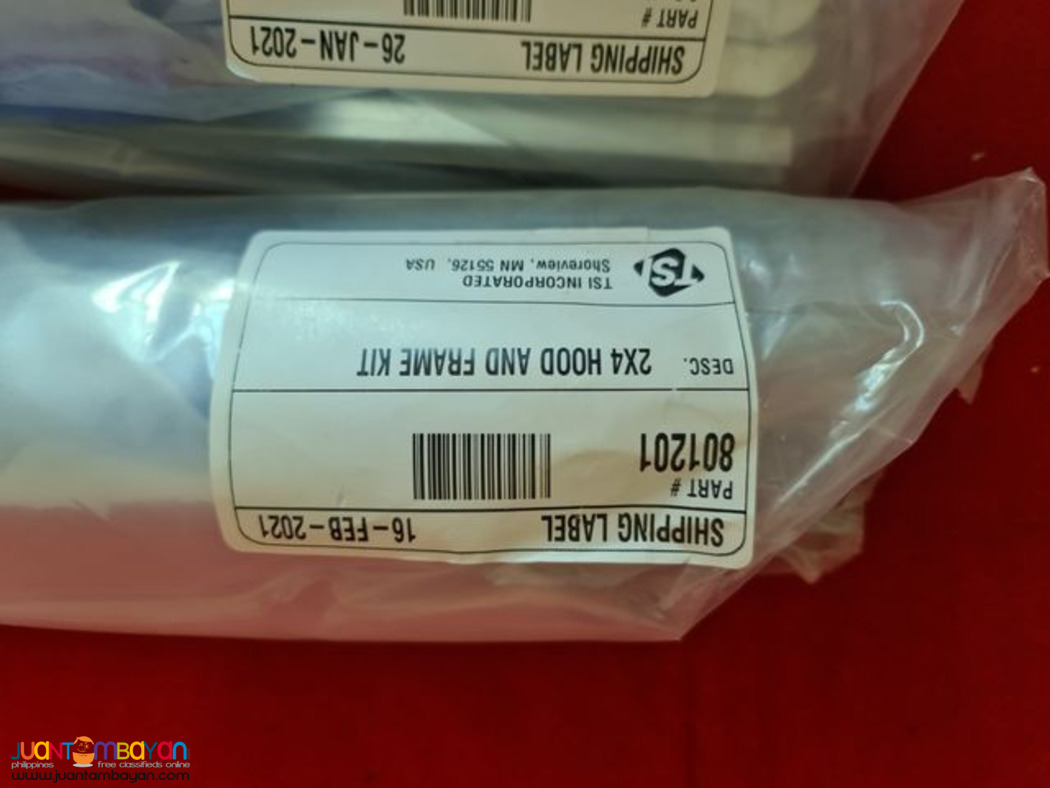 SHIPPING LABEL 16-FEB-2021
PART #
801201
DESC. 2X4 HOOD AND FRAME KIT
TSI
TSI INCORPORATED
Shoreview, MN 55126, USA
SHIPPING LABEL 26-JAN-2021
PART #
JUANTAMBAYAN
philippines free classifieds online
www.juantambayan.com